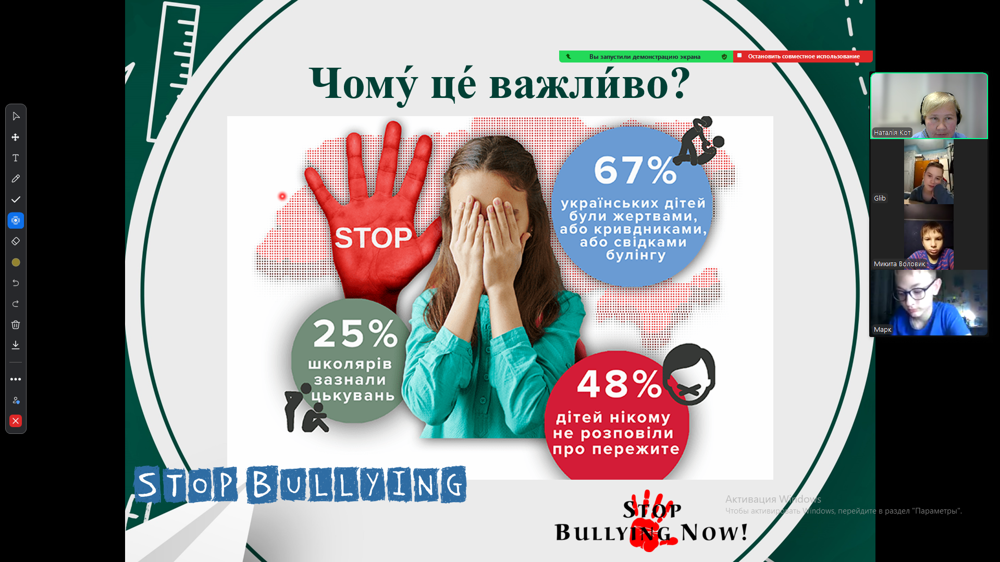 Вы запустили демонстрацию экрана
Остановить совместное использование
Чому́ це́ важли́во?
STOP
67%
українських дітей
були жертвами,
або кривдниками,
або свідками
булінгу
25%
школярів
зазнали
цькувань
48%
дітей нікому
не розповіли
про пережите
STOP BULLYING
STOP
BULLYING NOW!
Активация Windows
Чтобы активировать Windows, перейдите в раздел "Параметры".
Наталія Кот
Glib
Микита Воловик
Марк